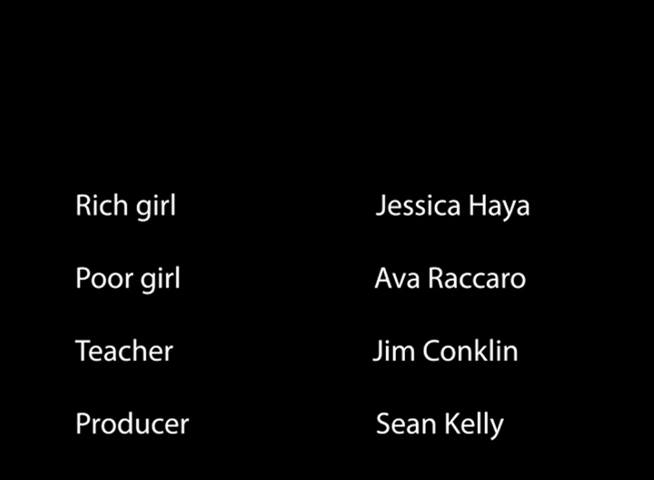 Rich girl Jessica Haya
Poor girl Ava Raccaro
Teacher Jim Conklin
Producer Sean Kelly